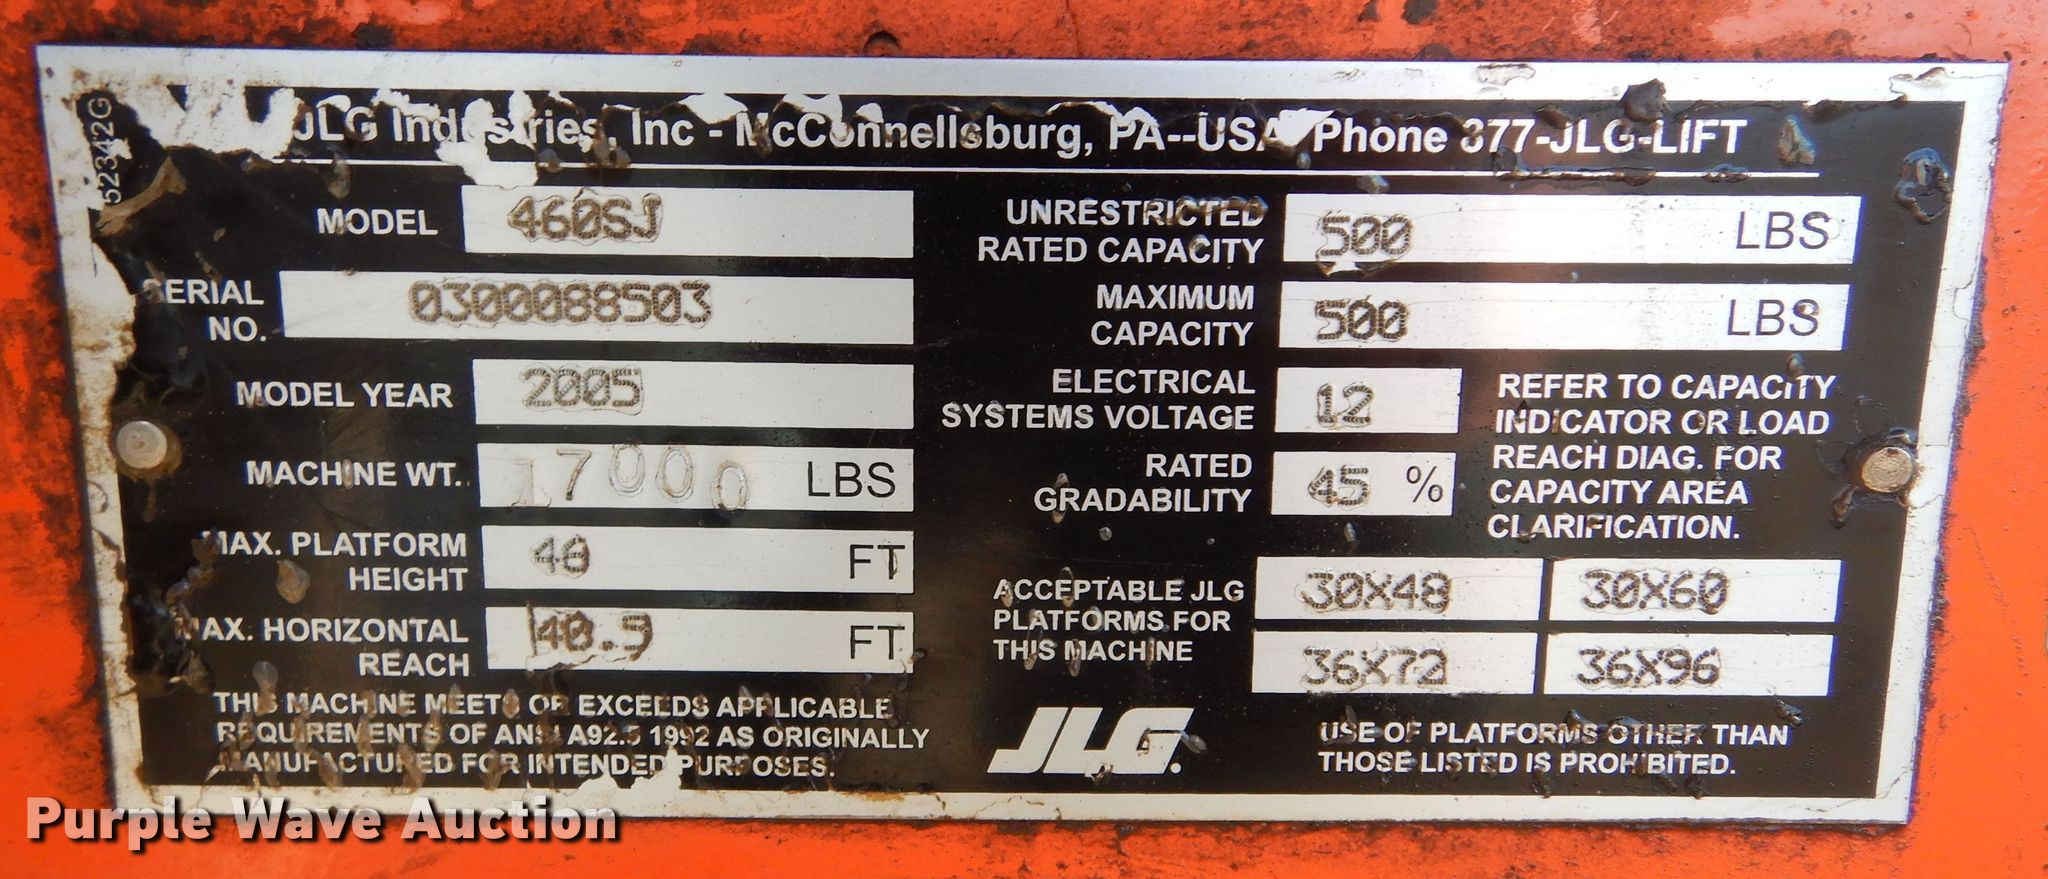 JLG Industries, Inc - McConnellsburg, PA--USA Phone 877-JLG-LIFT
52342G
MODEL 460SJ
SERIAL NO. 0300088503
MODEL YEAR 2005
MACHINE WT. 17000 LBS
MAX. PLATFORM HEIGHT 46 FT
MAX. HORIZONTAL REACH 40.5 FT
THIS MACHINE MEETS OR EXCEEDS APPLICABLE
REQUIREMENTS OF ANSI A92.5 1992 AS ORIGINALLY
MANUFACTURED FOR INTENDED PURPOSES.
UNRESTRICTED
RATED CAPACITY 500 LBS
MAXIMUM
CAPACITY 500 LBS
ELECTRICAL
SYSTEMS VOLTAGE 12
RATED
GRADABILITY 45 %
REFER TO CAPACITY
INDICATOR OR LOAD
REACH DIAG. FOR
CAPACITY AREA
CLARIFICATION.
ACCEPTABLE JLG
PLATFORMS FOR
THIS MACHINE
30X48 30X60
36X72 36X96
JLG.
USE OF PLATFORMS OTHER THAN
THOSE LISTED IS PROHIBITED.
Purple Wave Auction